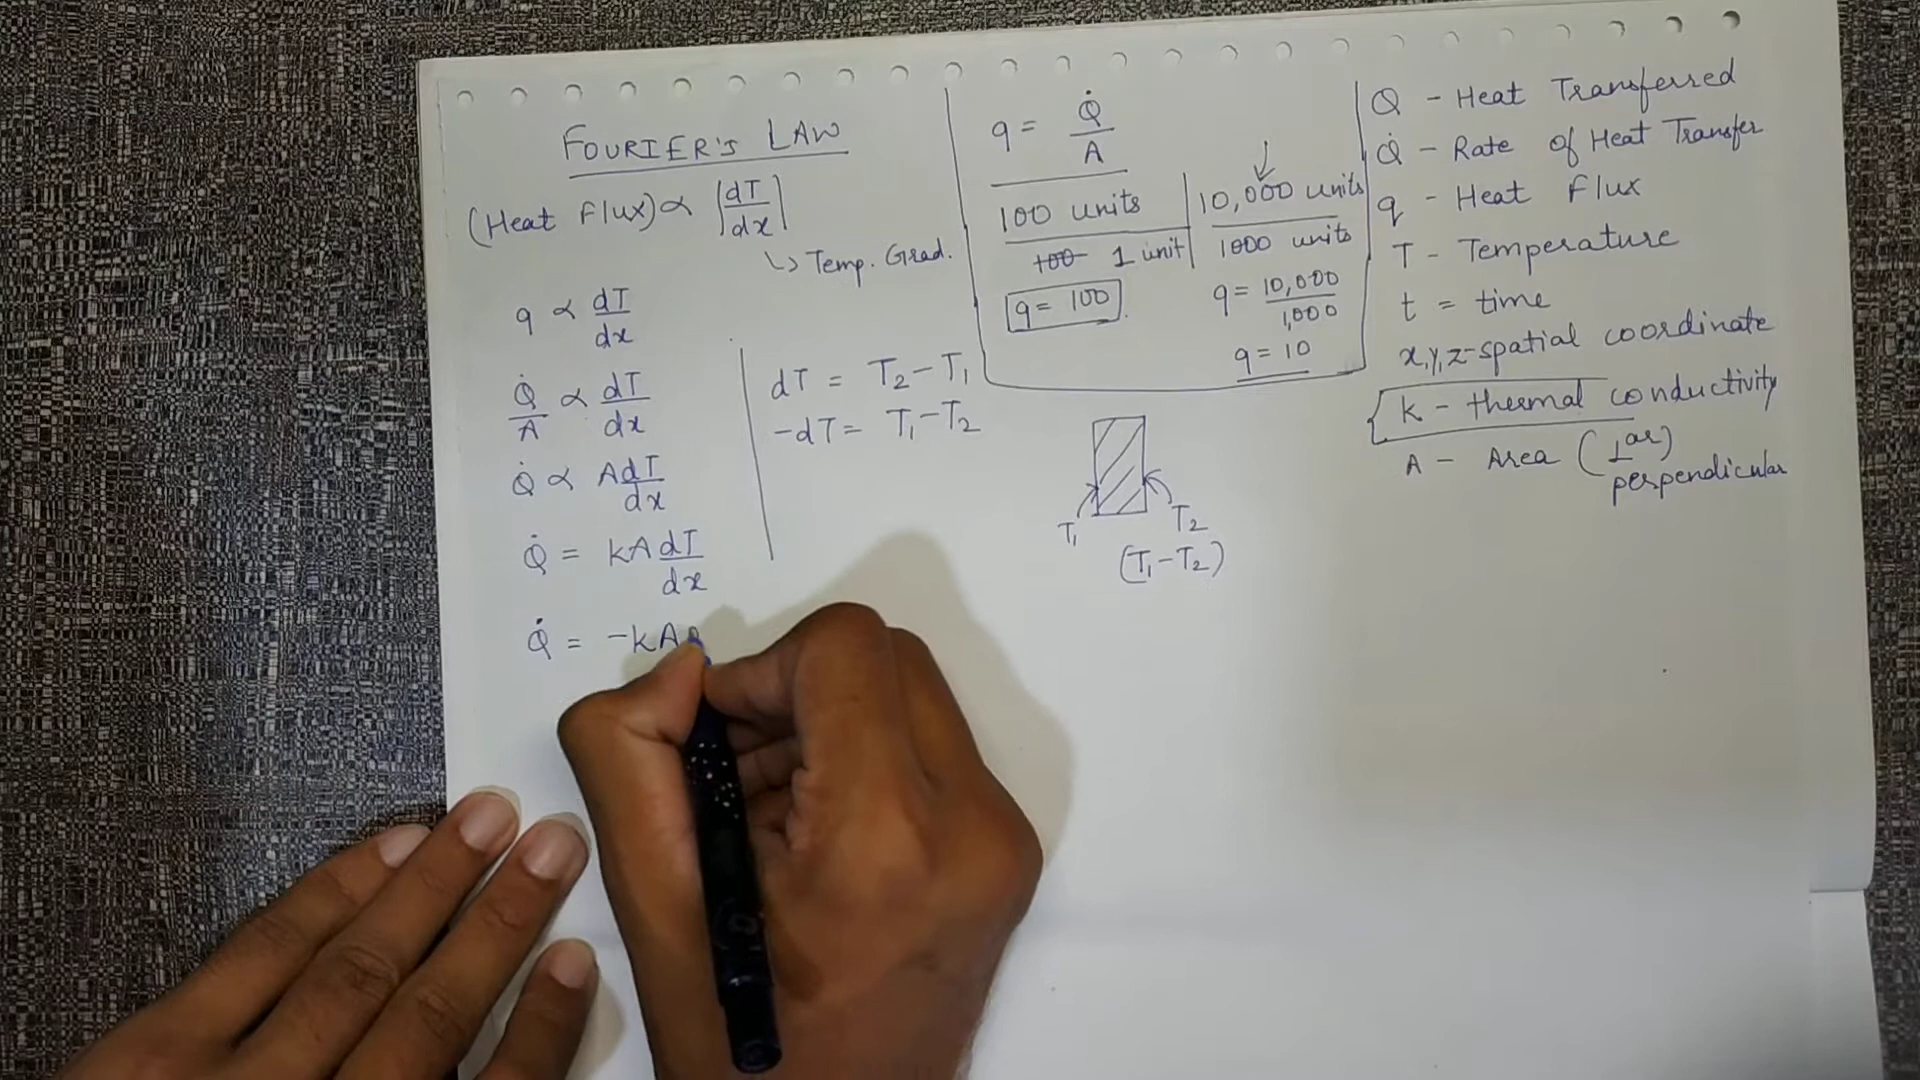 FOURIER'S LAW
(Heat Flux) ∝ |dT/dx|
↳ Temp. Grad.
q ∝ dT/dx
Q̇/A ∝ dT/dx
Q̇ ∝ A dT/dx
Q̇ = kA dT/dx
Q̇ = -kA
dT = T₂-T₁
-dT = T₁-T₂
q = Q̇/A
100 units
100 1 unit
q = 100
10,000 units
1000 units
q = 10,000/1,000
q = 10
T₁
T₂
(T₁-T₂)
Q - Heat Transferred
Q̇ - Rate of Heat Transfer
q - Heat Flux
T - Temperature
t = time
x,y,z-spatial coordinate
k - thermal conductivity
A - Area (⊥ar)
perpendicular